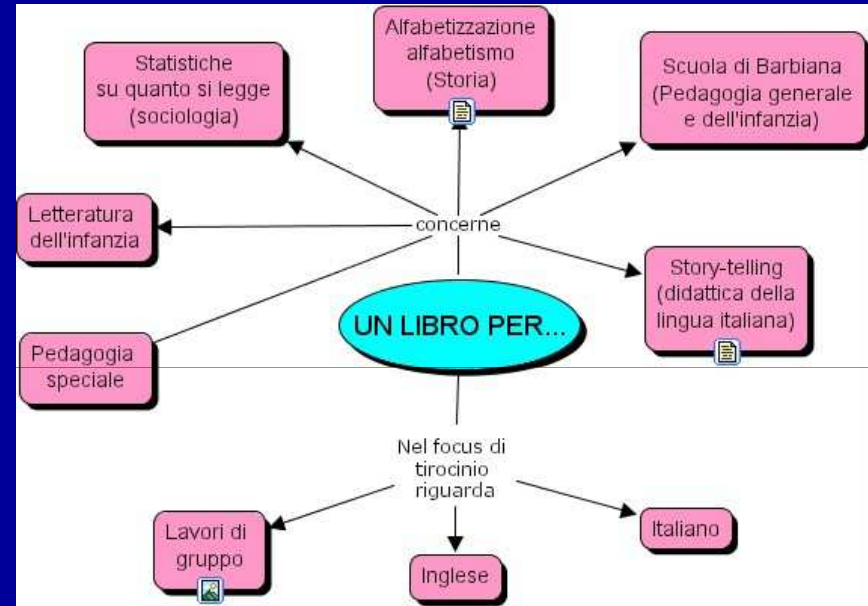 Alfabetizzazione
alfabetismo
(Storia)
Statistiche
su quanto si legge
(sociologia)
Scuola di Barbiana
(Pedagogia generale
e dell'infanzia)
Letteratura
dell'infanzia
concerne
Story-telling
(didattica della
lingua italiana)
UN LIBRO PER...
Pedagogia
speciale
Nel focus di
tirocinio
riguarda
Lavori di
gruppo
Inglese
Italiano